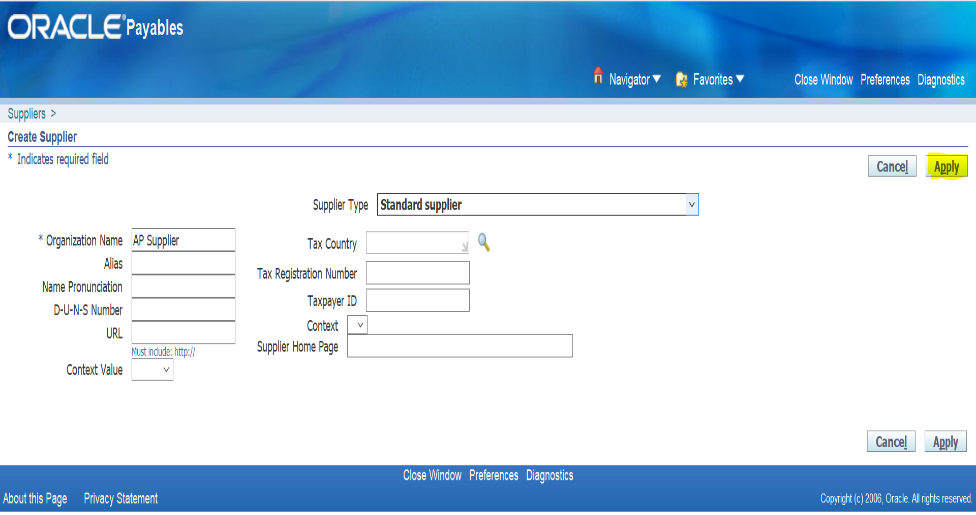 ORACLE® Payables
Navigator Favorites Close Window Preferences Diagnostics
Suppliers >
Create Supplier
* Indicates required field
Cancel Apply
Supplier Type Standard supplier
* Organization Name AP Supplier
Alias
Name Pronunciation
D-U-N-S Number
URL
Must include: http://
Context Value
Tax Country
Tax Registration Number
Taxpayer ID
Context
Supplier Home Page
Cancel Apply
Close Window Preferences Diagnostics
About this Page Privacy Statement Copyright (c) 2006, Oracle. All rights reserved.